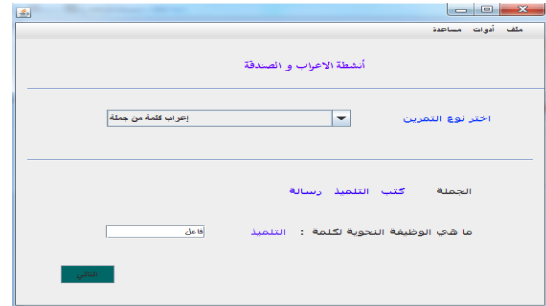 ملف أدوات مساعدة
أنشطة الاعراب و الصدفة
اختر نوع التمرين إعراب كلمة من جملة
الجملة كتب التلميذ رسالة
ما هي الوظيفة النحوية لكلمة : التلميذ فاعل
التالي